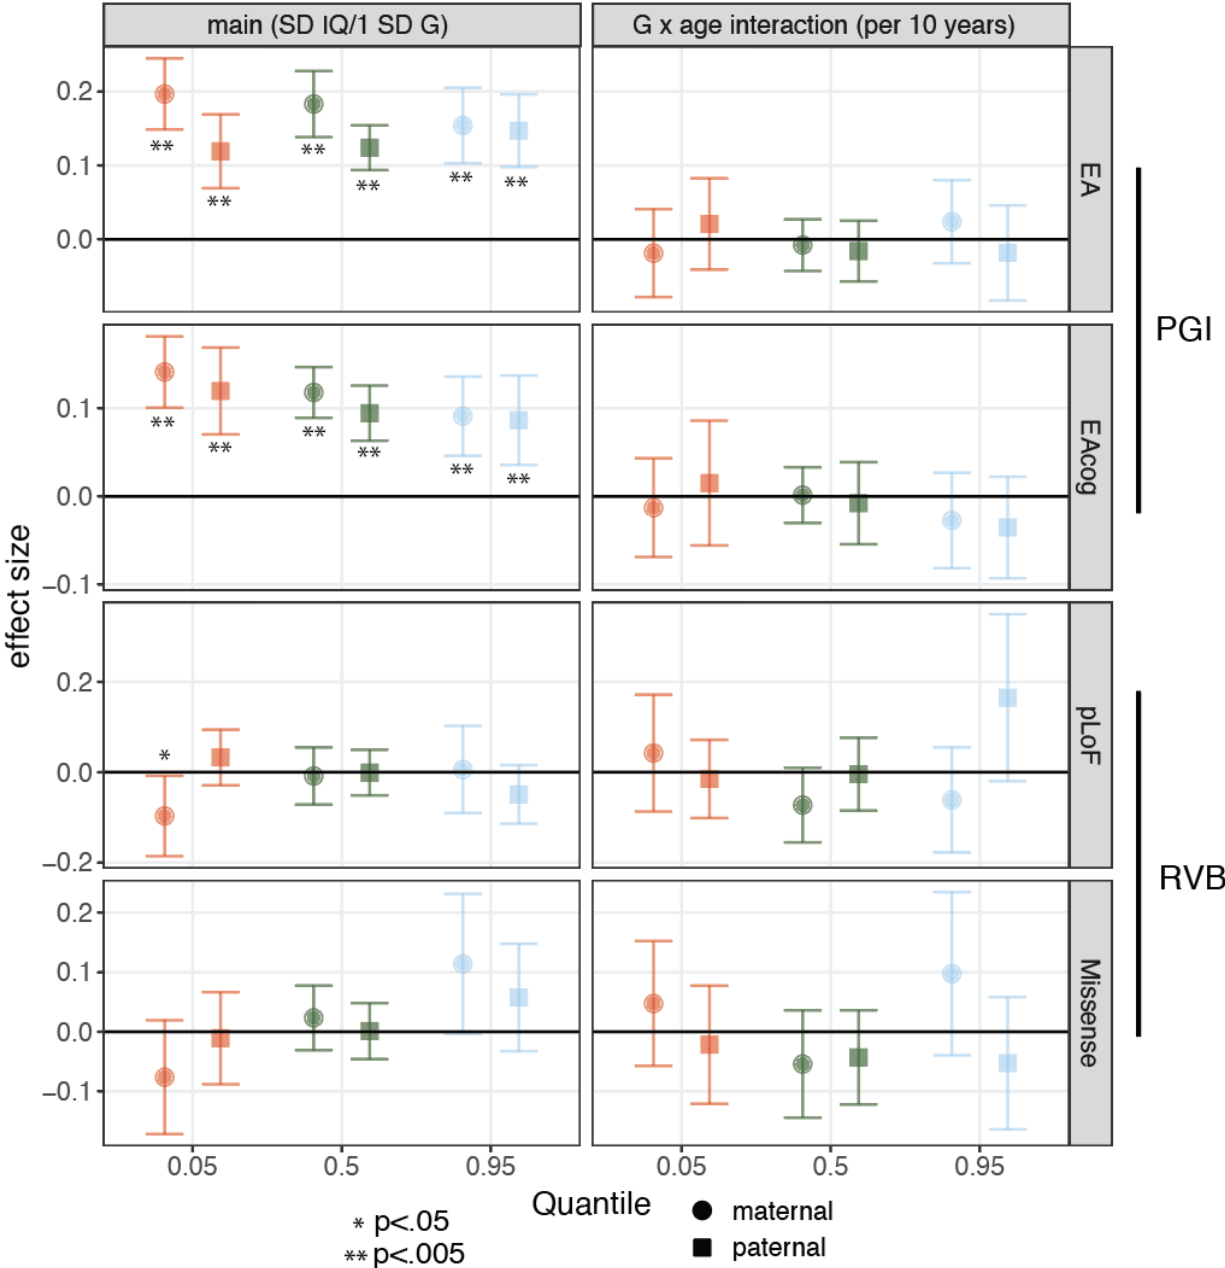 main (SD IQ/1 SD G)
G x age interaction (per 10 years)
effect size
0.2
0.1
0.0
EA
0.1
0.0
−0.1
EAcog
PGI
0.2
0.0
−0.2
pLoF
0.2
0.1
0.0
−0.1
Missense
RVB
** ** ** ** ** **
** ** ** ** ** **
*
0.05 0.5 0.95
0.05 0.5 0.95
Quantile
* p<.05
** p<.005
maternal
paternal